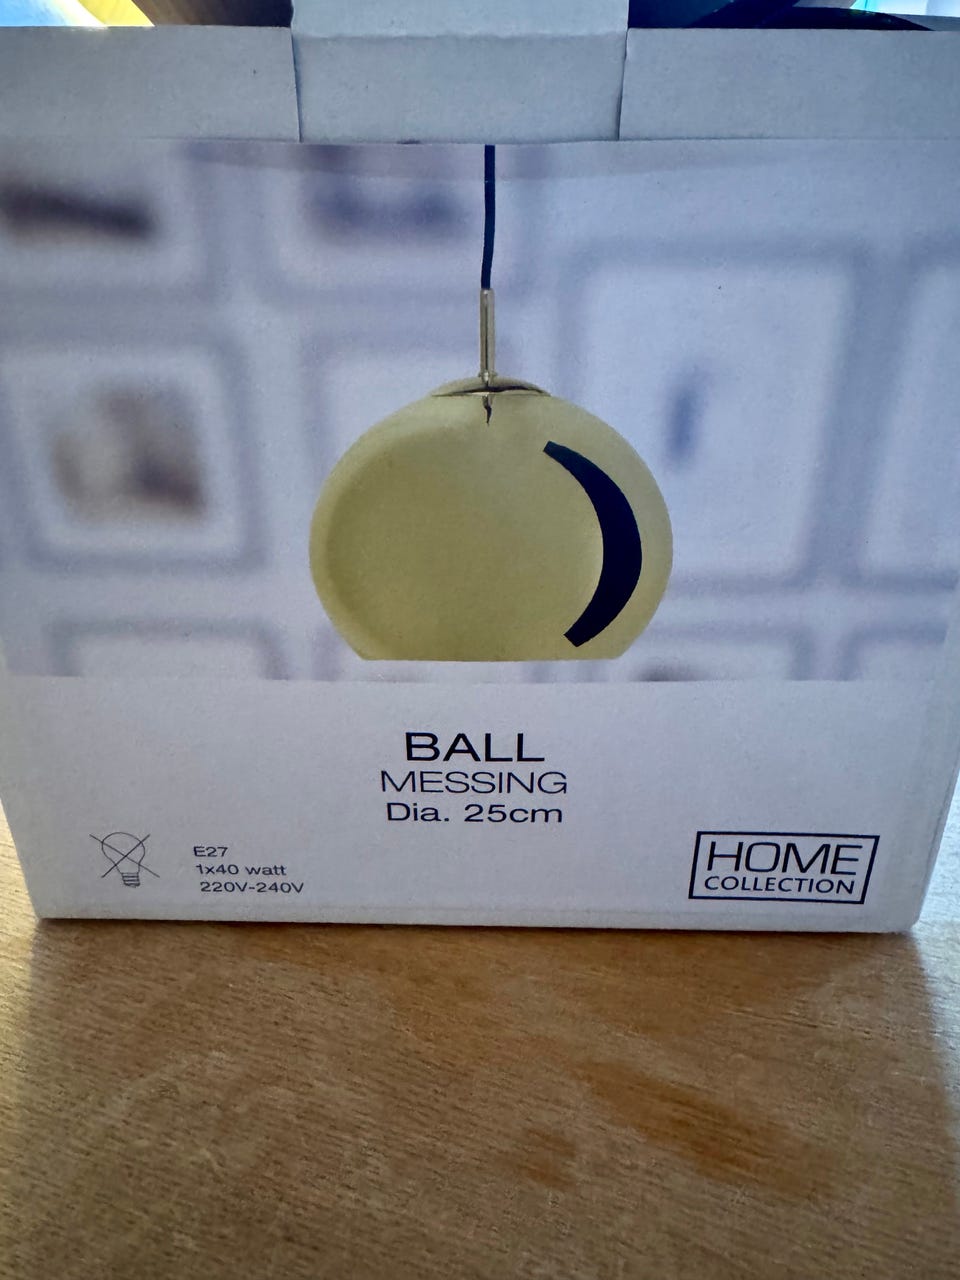 BALL
MESSING
Dia. 25cm
E27
1x40 watt
220V-240V
HOME
COLLECTION